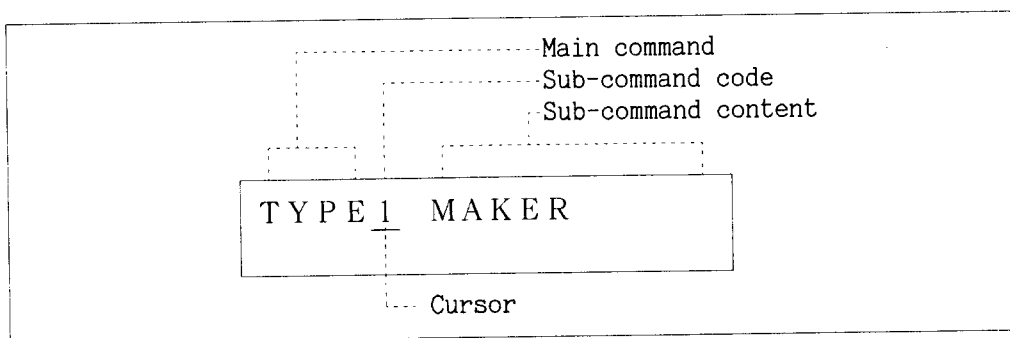 Main command
Sub-command code
Sub-command content
TYPE1 MAKER
Cursor